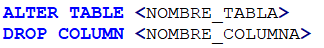 ALTER TABLE <NOMBRE_TABLA>
DROP COLUMN <NOMBRE_COLUMNA>